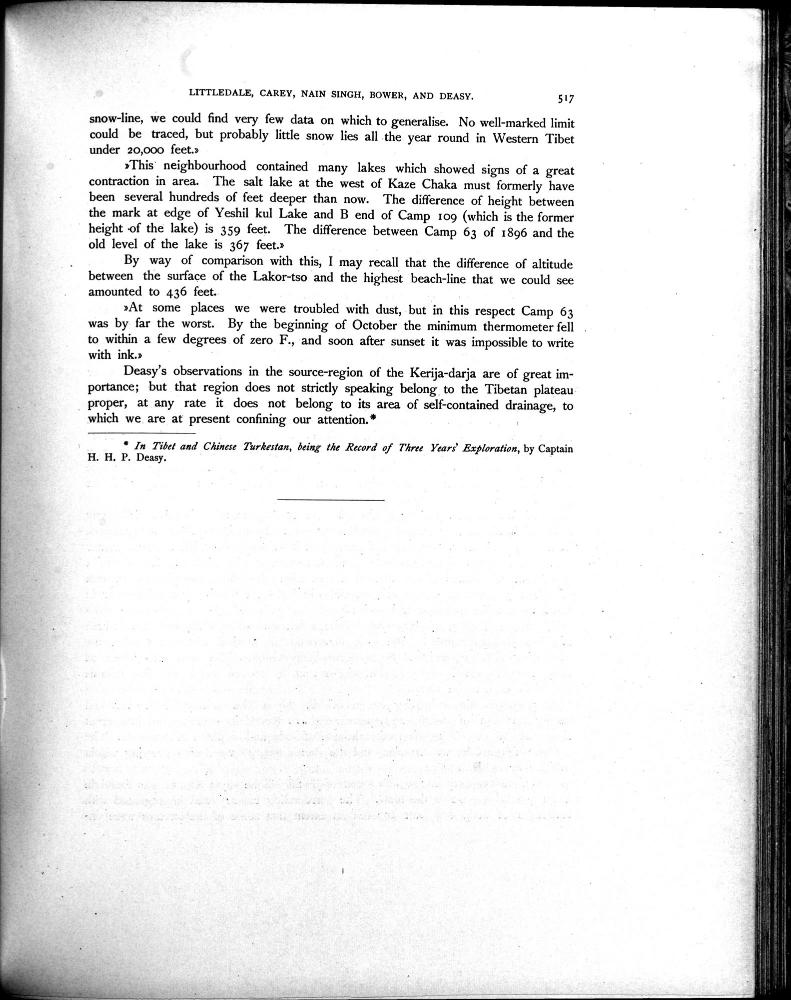 LITTLEDALE, CAREY, NAIN SINGH, BOWER, AND DEASY. 517
snow-line, we could find very few data on which to generalise. No well-marked limit
could be traced, but probably little snow lies all the year round in Western Tibet
under 20,000 feet.»
»This neighbourhood contained many lakes which showed signs of a great
contraction in area. The salt lake at the west of Kaze Chaka must formerly have
been several hundreds of feet deeper than now. The difference of height between
the mark at edge of Yeshil kul Lake and B end of Camp 109 (which is the former
height of the lake) is 359 feet. The difference between Camp 63 of 1896 and the
old level of the lake is 367 feet.»
By way of comparison with this, I may recall that the difference of altitude
between the surface of the Lakor-tso and the highest beach-line that we could see
amounted to 436 feet.
»At some places we were troubled with dust, but in this respect Camp 63
was by far the worst. By the beginning of October the minimum thermometer fell
to within a few degrees of zero F., and soon after sunset it was impossible to write
with ink.»
Deasy's observations in the source-region of the Kerija-darja are of great im-
portance; but that region does not strictly speaking belong to the Tibetan plateau
proper, at any rate it does not belong to its area of self-contained drainage, to
which we are at present confining our attention.*
* In Tibet and Chinese Turkestan, being the Record of Three Years' Exploration, by Captain
H. H. P. Deasy.